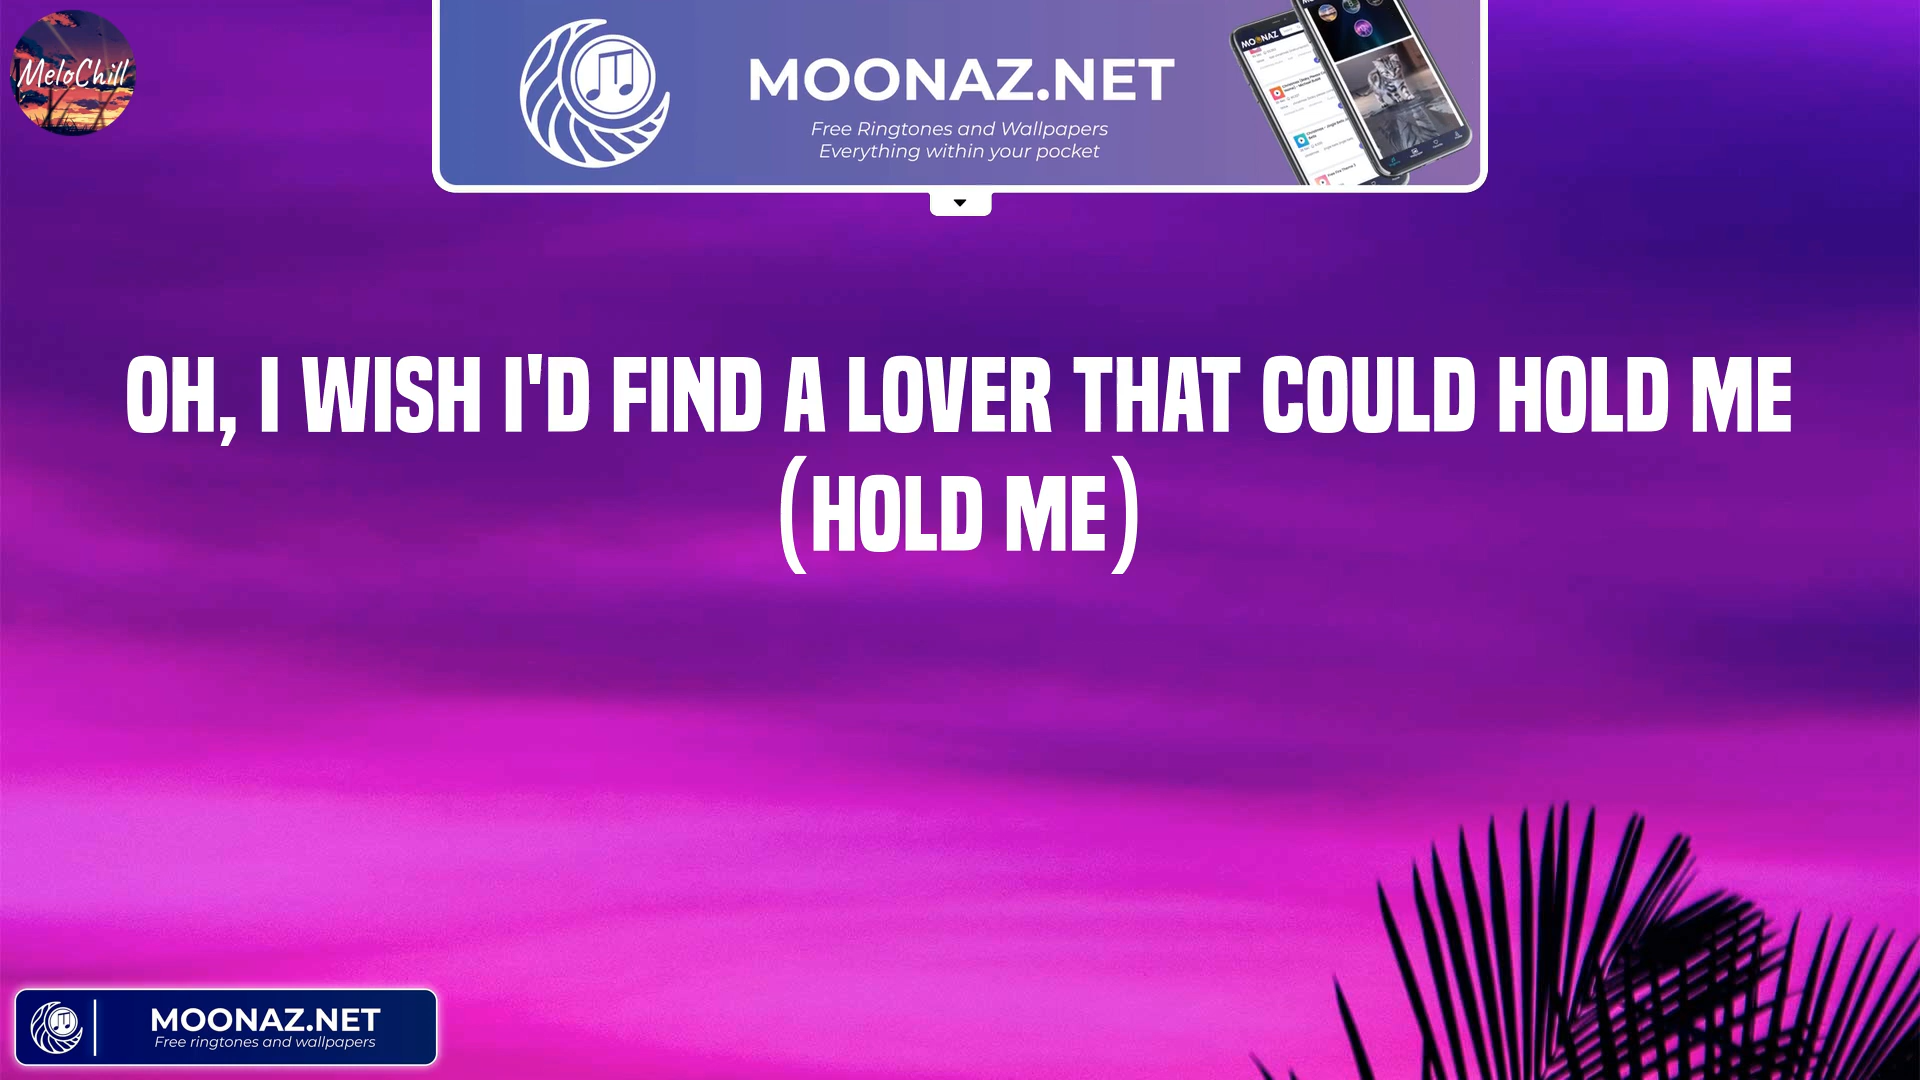 MeloChill
MOONAZ.NET
Free Ringtones and Wallpapers
Everything within your pocket
OH, I WISH I'D FIND A LOVER THAT COULD HOLD ME
(HOLD ME)
MOONAZ.NET
Free ringtones and wallpapers